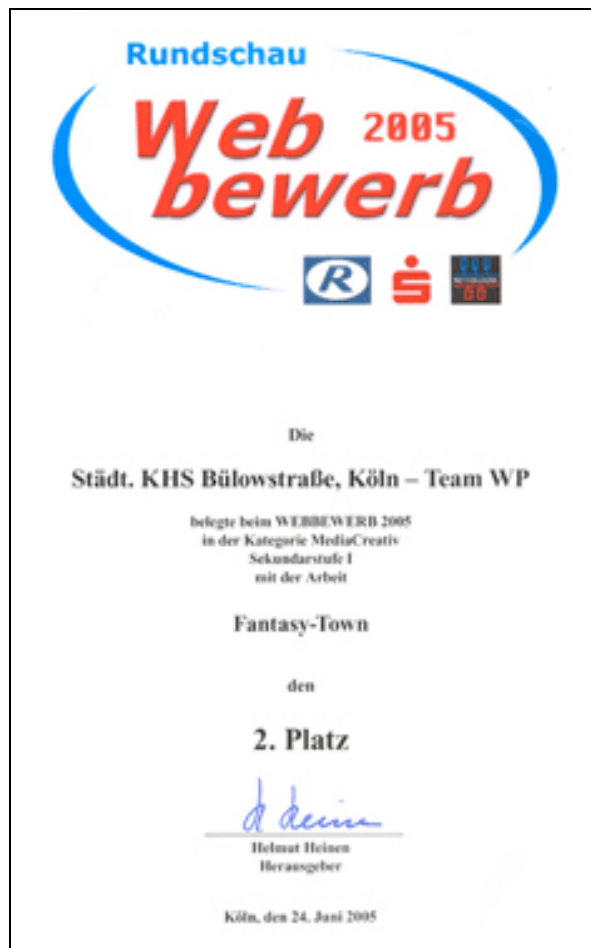 Rundschau
Web 2005
bewerb
R S
Die
Städt. KHS Bülowstraße, Köln – Team WP
belegte beim WEBBEWERB 2005
in der Kategorie MediaCreativ
Sekundarstufe I
mit der Arbeit
Fantasy-Town
den
2. Platz
Helmut Heinen
Herausgeber
Köln, den 24. Juni 2005